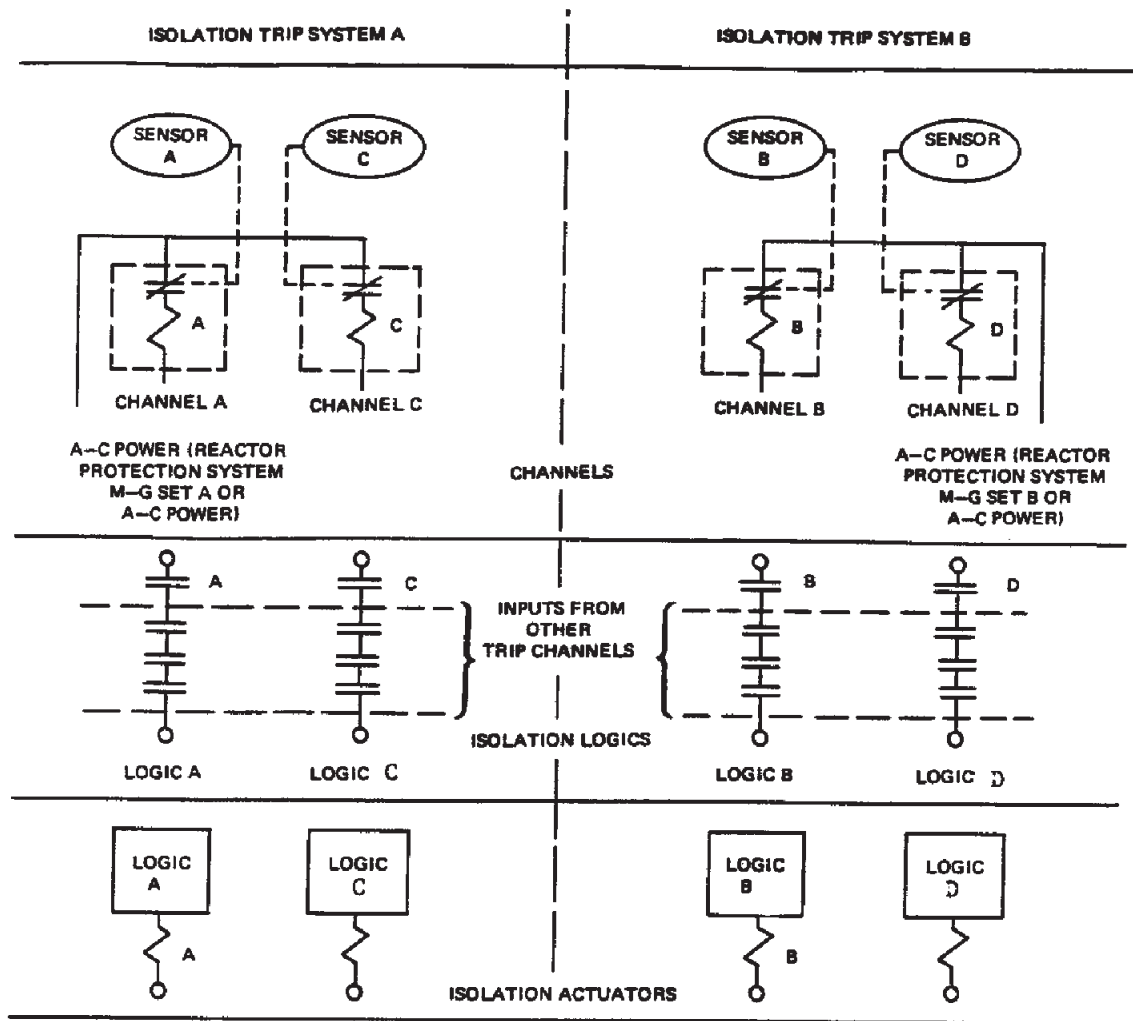 ISOLATION TRIP SYSTEM A
ISOLATION TRIP SYSTEM B
SENSOR
A
SENSOR
C
SENSOR
B
SENSOR
D
A
C
B
D
CHANNEL A
CHANNEL C
CHANNEL B
CHANNEL D
A–C POWER (REACTOR
PROTECTION SYSTEM
M–G SET A OR
A–C POWER)
CHANNELS
A–C POWER (REACTOR
PROTECTION SYSTEM
M–G SET B OR
A–C POWER)
A
C
B
D
INPUTS FROM
OTHER
TRIP CHANNELS
ISOLATION LOGICS
LOGIC A
LOGIC C
LOGIC B
LOGIC D
LOGIC
A
LOGIC
C
LOGIC
B
LOGIC
D
A
B
ISOLATION ACTUATORS